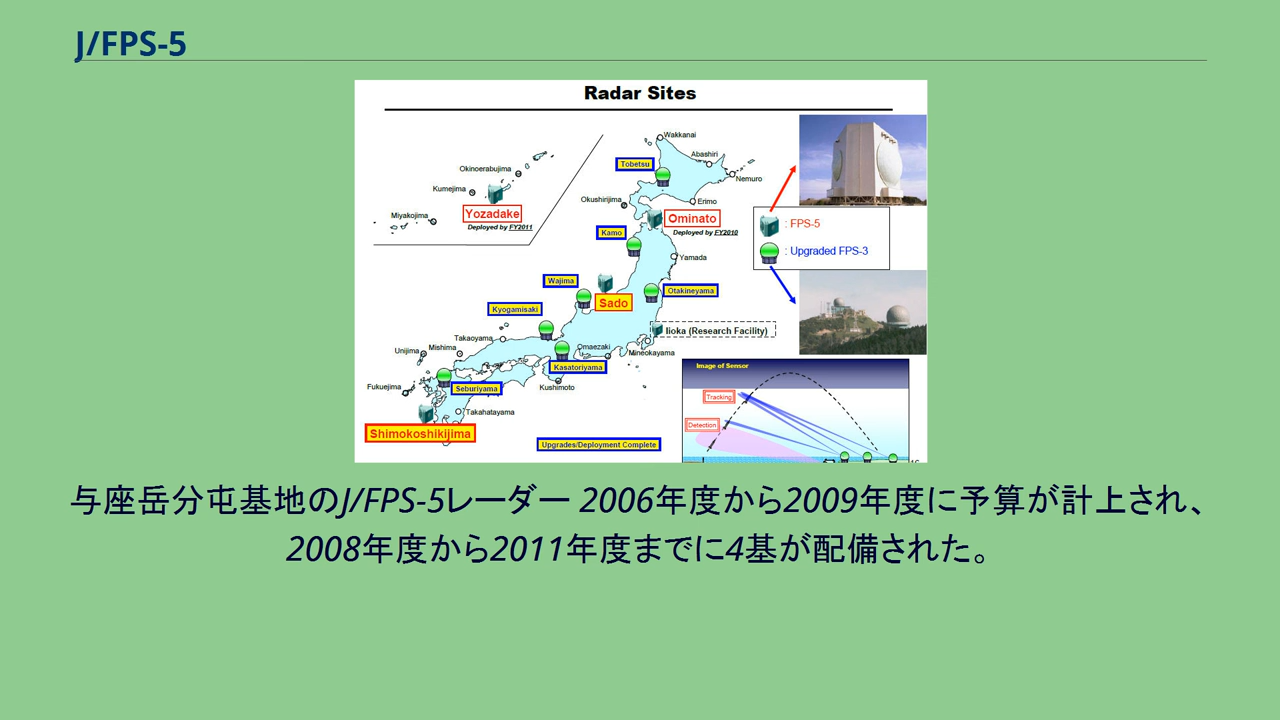 J/FPS-5
Radar Sites
Wakkanai
Abashiri
Tobetsu
Nemuro
Okushirijima
Erimo
Okinoerabujima
Kumejima
Miyakojima
Yozadake
Deployed by FY2011
Ominato
Deployed by FY2010
: FPS-5
: Upgraded FPS-3
Kamo
Yamada
Wajima
Sado
Otakineyama
Kyogamisaki
Iioka (Research Facility)
Takaoyama
Omaezaki
Mineokayama
Unijima
Mishima
Kasatoriyama
Fukuejima
Seburiyama
Kushimoto
Takahatayama
Shimokoshikijima
Upgrades/Deployment Complete
Image of Sensor
Tracking
Detection
与座岳分屯基地のJ/FPS-5レーダー 2006年度から2009年度に予算が計上され、
2008年度から2011年度までに4基が配備された。